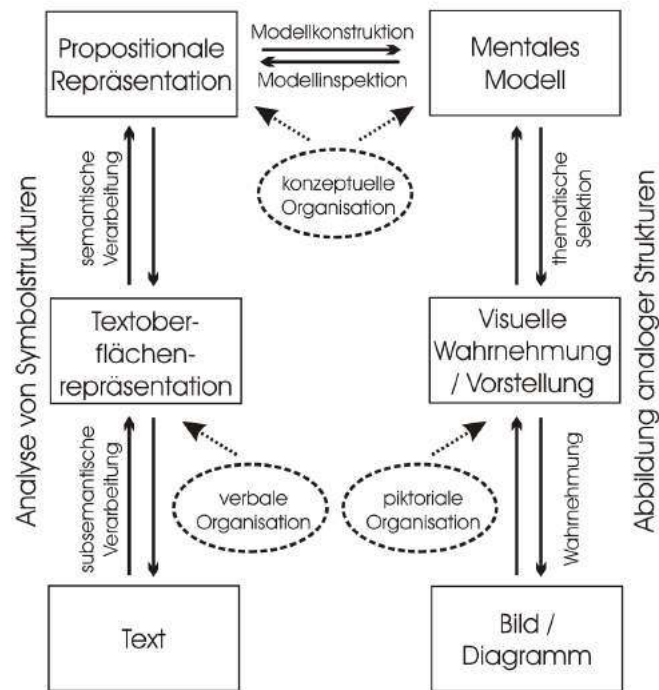 Propositionale
Repräsentation
Modellkonstruktion
Modellinspektion
Mentales
Modell
konzeptuelle
Organisation
Analyse von Symbolstrukturen
semantische
Verarbeitung
thematische
Selektion
Abbildung analoger Strukturen
Textober-
flächen-
repräsentation
Visuelle
Wahrnehmung
/ Vorstellung
subsemantische
Verarbeitung
verbale
Organisation
piktoriale
Organisation
Wahrnehmung
Text
Bild /
Diagramm